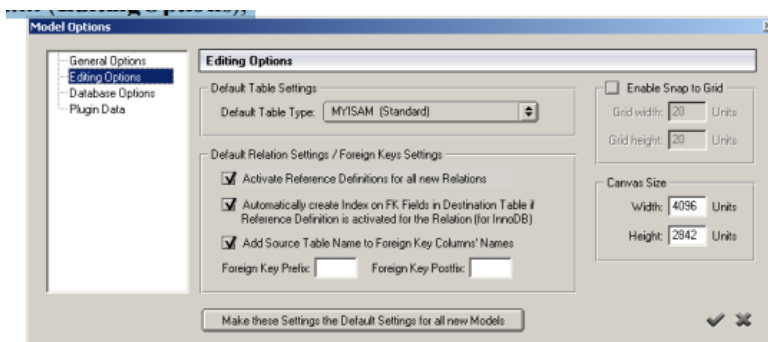 Model Options
General Options
Editing Options
Database Options
Plugin Data
Editing Options
Default Table Settings
Default Table Type: MYISAM (Standard)
Default Relation Settings / Foreign Keys Settings
Activate Reference Definitions for all new Relations
Automatically create Index on FK Fields in Destination Table if
Reference Definition is activated for the Relation (for InnoDB)
Add Source Table Name to Foreign Key Columns' Names
Foreign Key Prefix: Foreign Key Postfix:
Enable Snap to Grid
Grid width: 20 Units
Grid height: 20 Units
Canvas Size
Width: 4096 Units
Height: 2842 Units
Make these Settings the Default Settings for all new Models